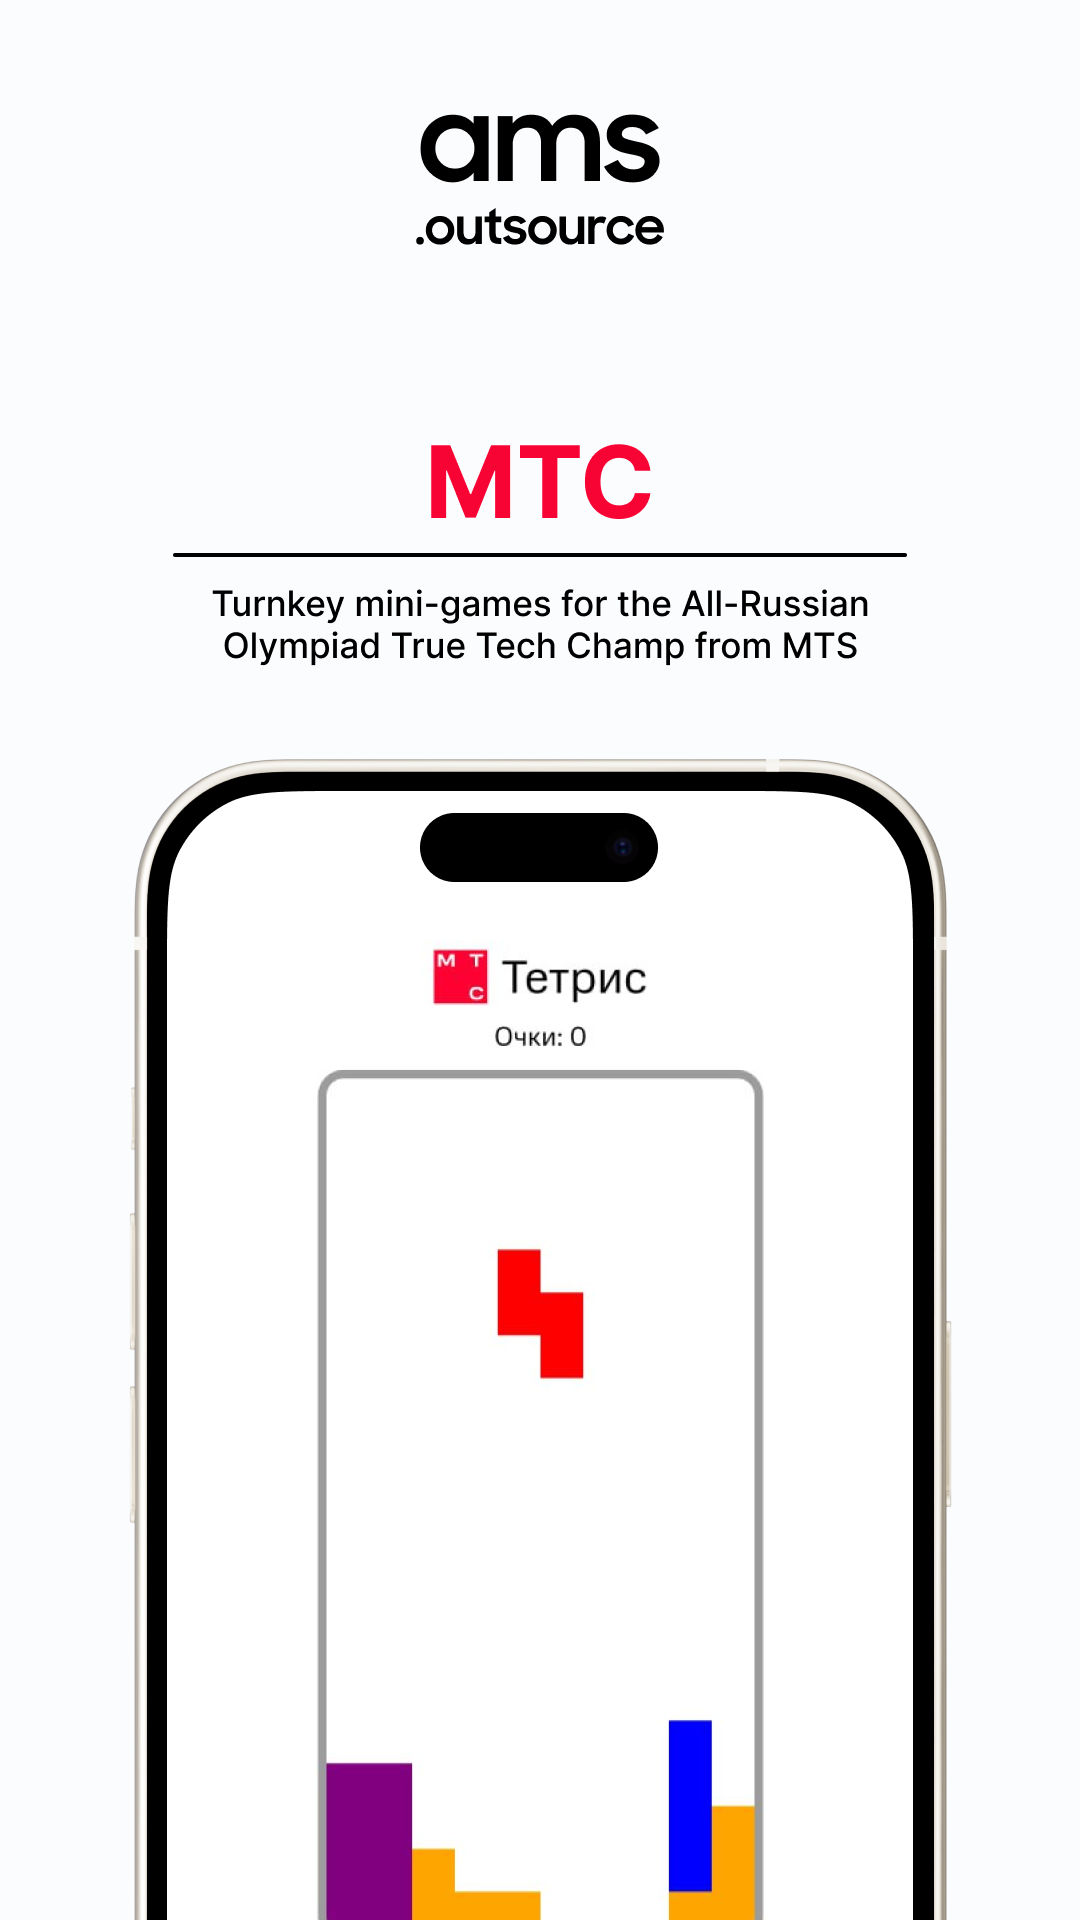 ams
.outsource
МТС
Turnkey mini-games for the All-Russian
Olympiad True Tech Champ from MTS
М Т
С
Тетрис
Очки: 0